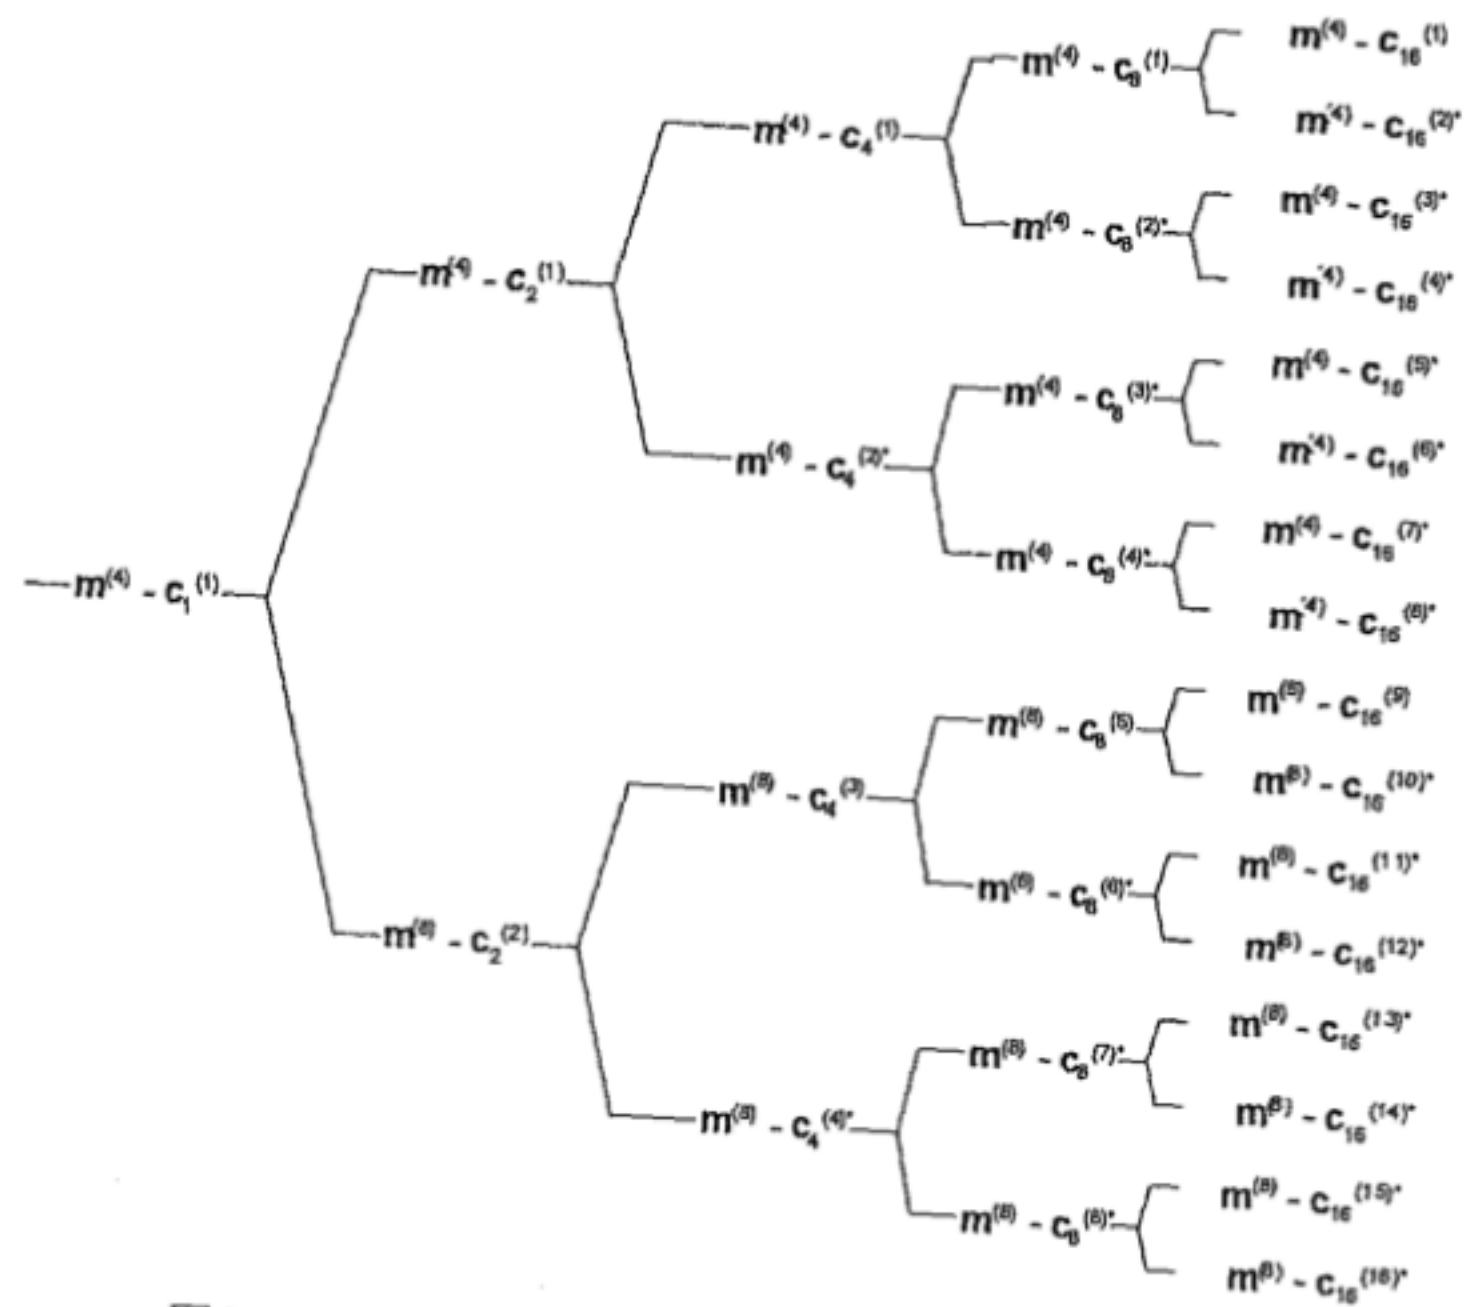 m⁽⁴⁾ - c₁₆⁽¹⁾
m⁽⁴⁾ - c₈⁽¹⁾
m⁽⁴⁾ - c₁₆⁽²⁾*
m⁽⁴⁾ - c₄⁽¹⁾
m⁽⁴⁾ - c₁₆⁽³⁾*
m⁽⁴⁾ - c₈⁽²⁾*
m⁽⁴⁾ - c₂⁽¹⁾
m⁽⁴⁾ - c₁₆⁽⁴⁾*
m⁽⁴⁾ - c₁₆⁽⁵⁾*
m⁽⁴⁾ - c₈⁽³⁾*
m⁽⁴⁾ - c₁₆⁽⁶⁾*
m⁽⁴⁾ - c₄⁽²⁾*
m⁽⁴⁾ - c₁₆⁽⁷⁾*
m⁽⁴⁾ - c₈⁽⁴⁾*
m⁽⁴⁾ - c₁⁽¹⁾
m⁽⁴⁾ - c₁₆⁽⁸⁾*
m⁽⁸⁾ - c₁₆⁽⁹⁾
m⁽⁸⁾ - c₈⁽⁵⁾
m⁽⁸⁾ - c₁₆⁽¹⁰⁾*
m⁽⁸⁾ - c₄⁽³⁾
m⁽⁸⁾ - c₁₆⁽¹¹⁾*
m⁽⁸⁾ - c₈⁽⁶⁾*
m⁽⁸⁾ - c₂⁽²⁾
m⁽⁸⁾ - c₁₆⁽¹²⁾*
m⁽⁸⁾ - c₁₆⁽¹³⁾*
m⁽⁸⁾ - c₈⁽⁷⁾*
m⁽⁸⁾ - c₁₆⁽¹⁴⁾*
m⁽⁸⁾ - c₄⁽⁴⁾*
m⁽⁸⁾ - c₁₆⁽¹⁵⁾*
m⁽⁸⁾ - c₈⁽⁸⁾*
m⁽⁸⁾ - c₁₆⁽¹⁶⁾*